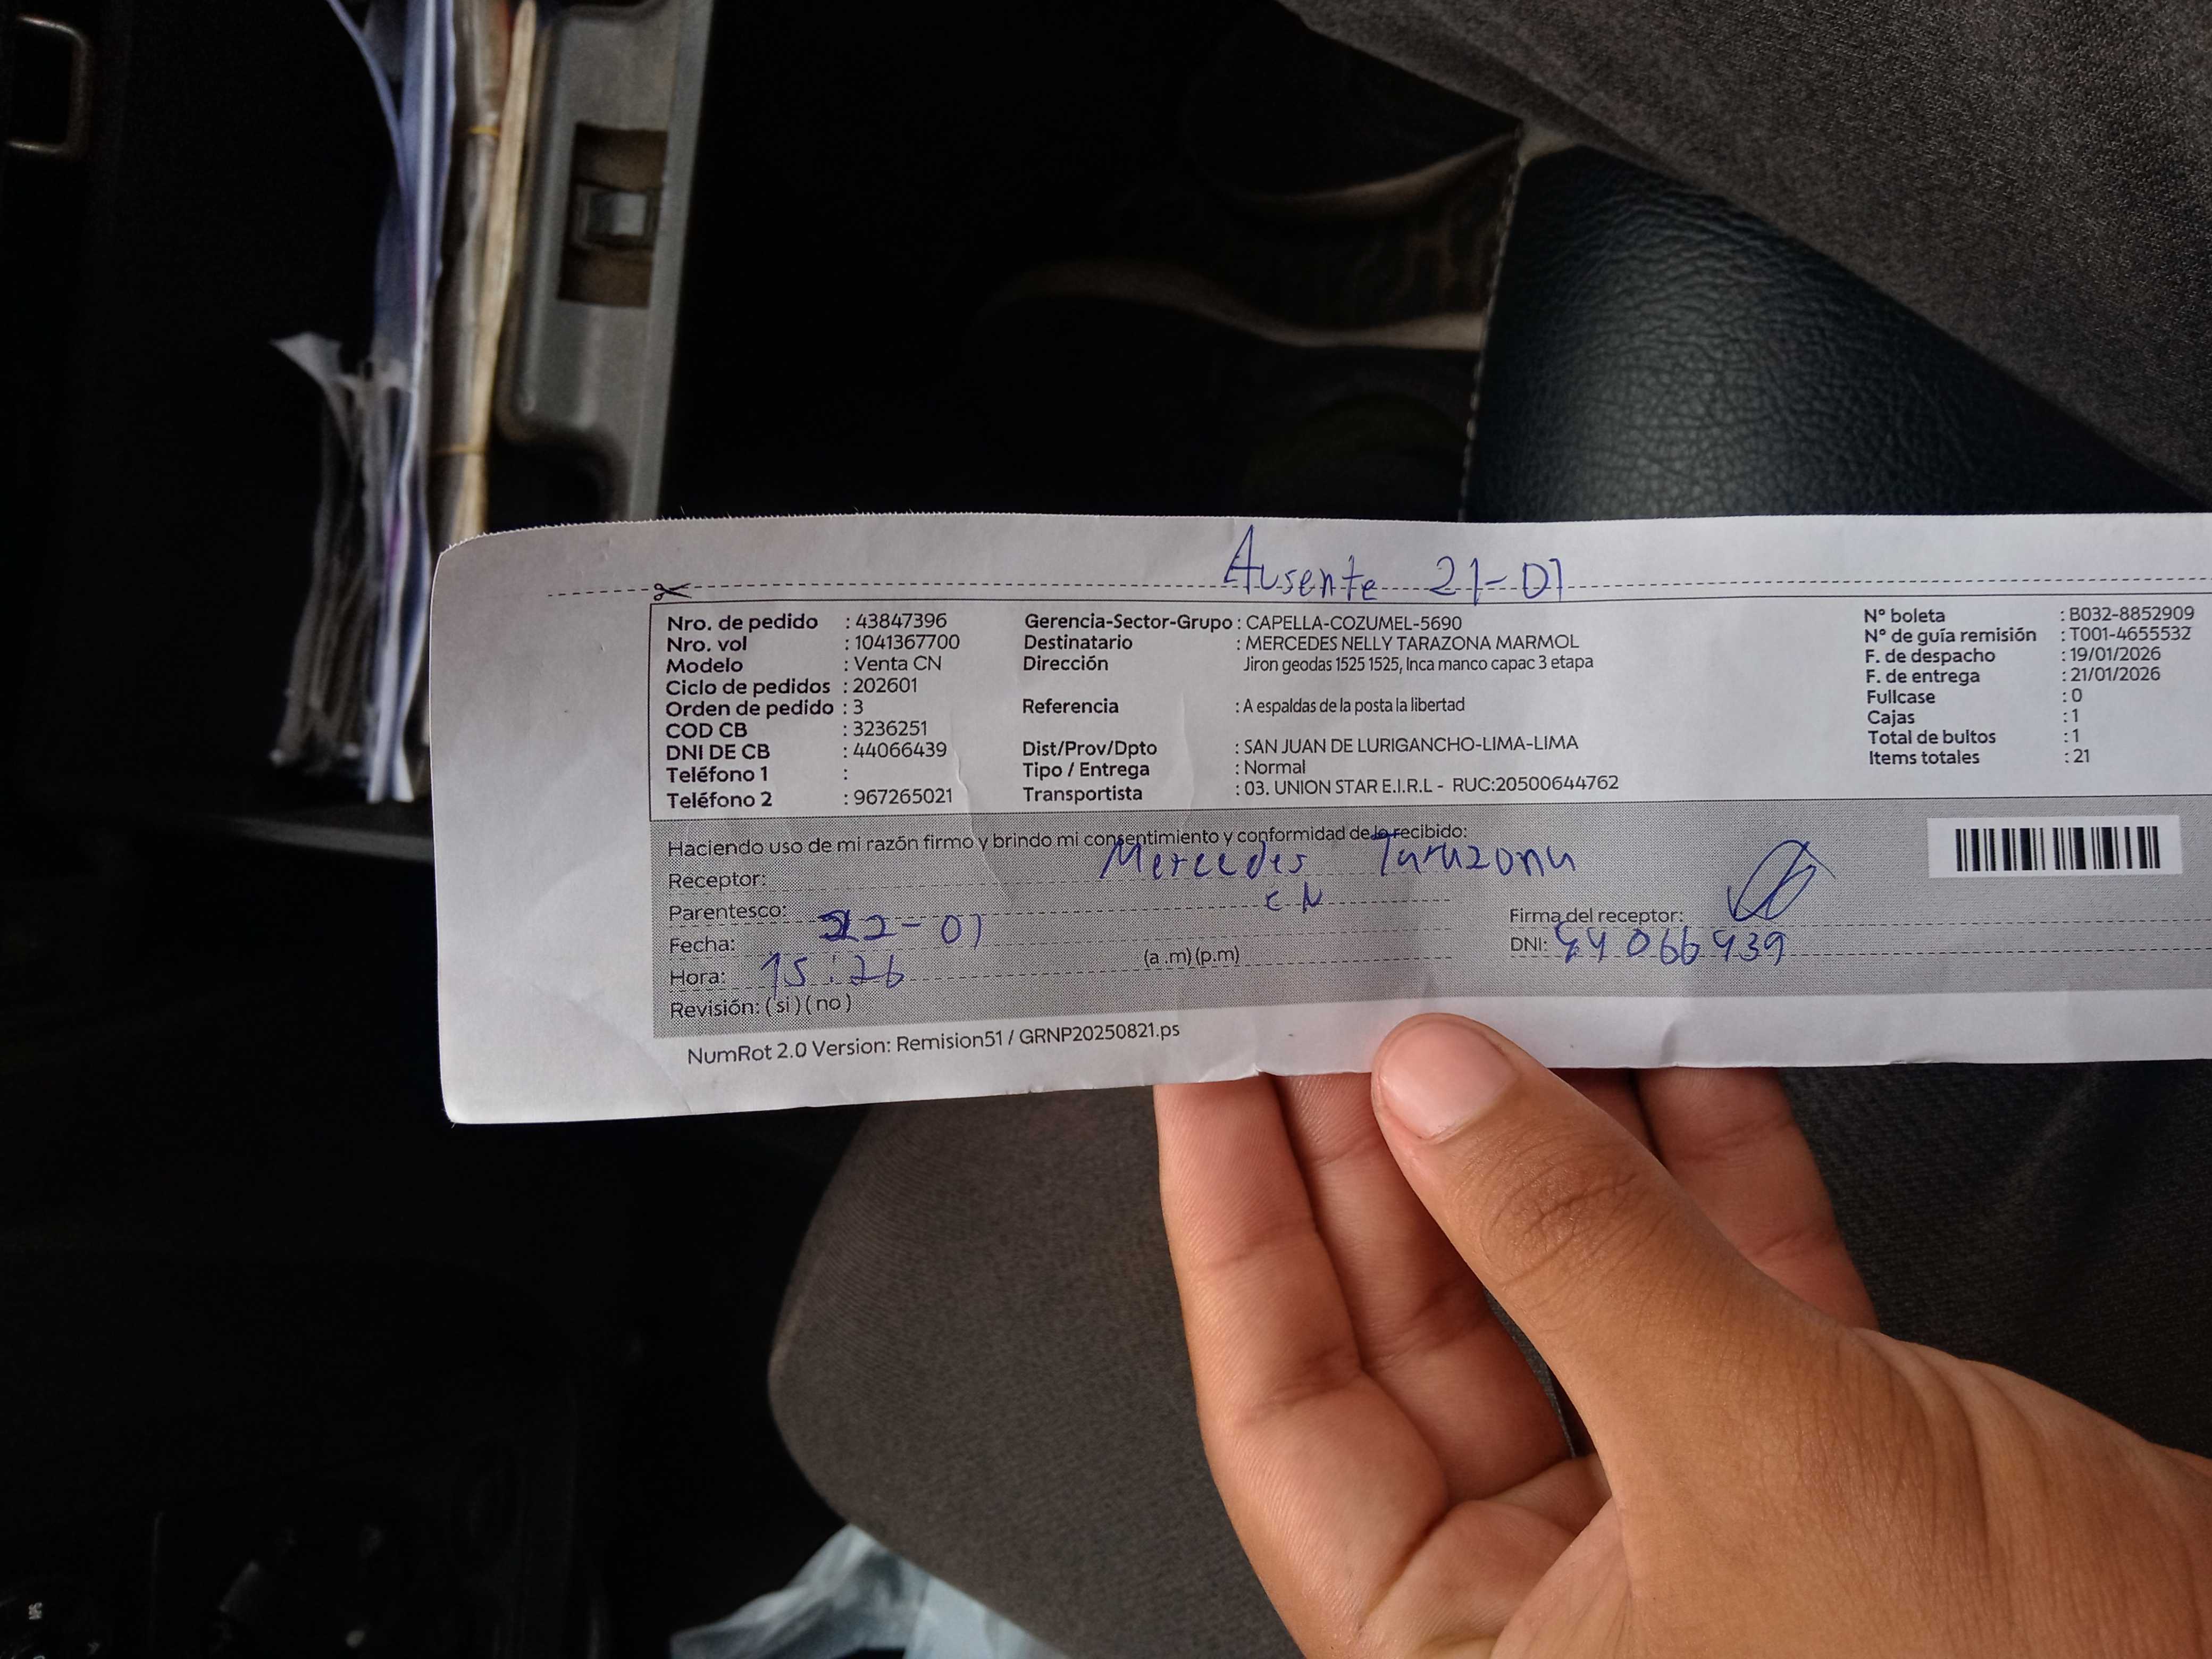 Ausente 21-01
Nro. de pedido : 43847396
Nro. vol : 1041367700
Modelo : Venta CN
Ciclo de pedidos : 202601
Orden de pedido : 3
COD CB : 3236251
DNI DE CB : 44066439
Teléfono 1 :
Teléfono 2 : 967265021
Gerencia-Sector-Grupo : CAPELLA-COZUMEL-5690
Destinatario : MERCEDES NELLY TARAZONA MARMOL
Dirección Jiron geodas 1525 1525, Inca manco capac 3 etapa
Referencia : A espaldas de la posta la libertad
Dist/Prov/Dpto : SAN JUAN DE LURIGANCHO-LIMA-LIMA
Tipo / Entrega : Normal
Transportista : 03. UNION STAR E.I.R.L - RUC:20500644762
N° boleta : B032-8852909
N° de guía remisión : T001-4655532
F. de despacho : 19/01/2026
F. de entrega : 21/01/2026
Fullcase : 0
Cajas : 1
Total de bultos : 1
Items totales : 21
Haciendo uso de mi razón firmo y brindo mi consentimiento y conformidad de lo recibido:
Receptor: Mercedes Tarazona
Parentesco: CN
Fecha: 22-01
Hora: 15:26 (a .m) (p.m)
Revisión: ( si ) ( no )
Firma del receptor:
DNI: 44066439
NumRot 2.0 Version: Remision51 / GRNP20250821.ps